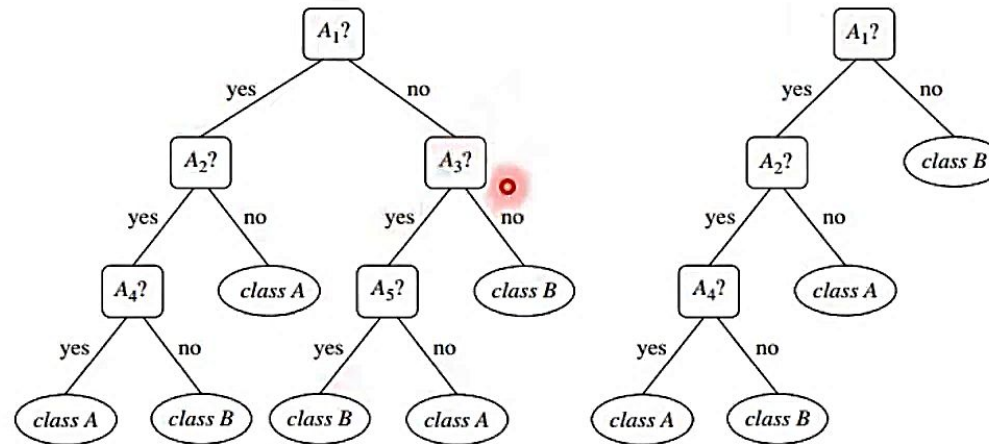 A1? A1?
yes no yes no
A2? A3? A2? class B
yes no yes no yes no
A4? class A A5? class B A4? class A
yes no yes no yes no
class A class B class B class A class A class B